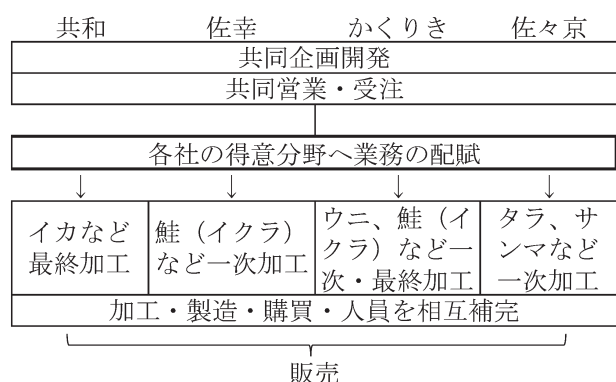 共和 佐幸 かくりき 佐々京
共同企画開発
共同営業・受注
各社の得意分野へ業務の配賦
↓ ↓ ↓ ↓
イカなど
最終加工
鮭（イクラ）
など一次加工
ウニ、鮭（イ
クラ）など一
次・最終加工
タラ、サ
ンマなど
一次加工
加工・製造・購買・人員を相互補完
販売